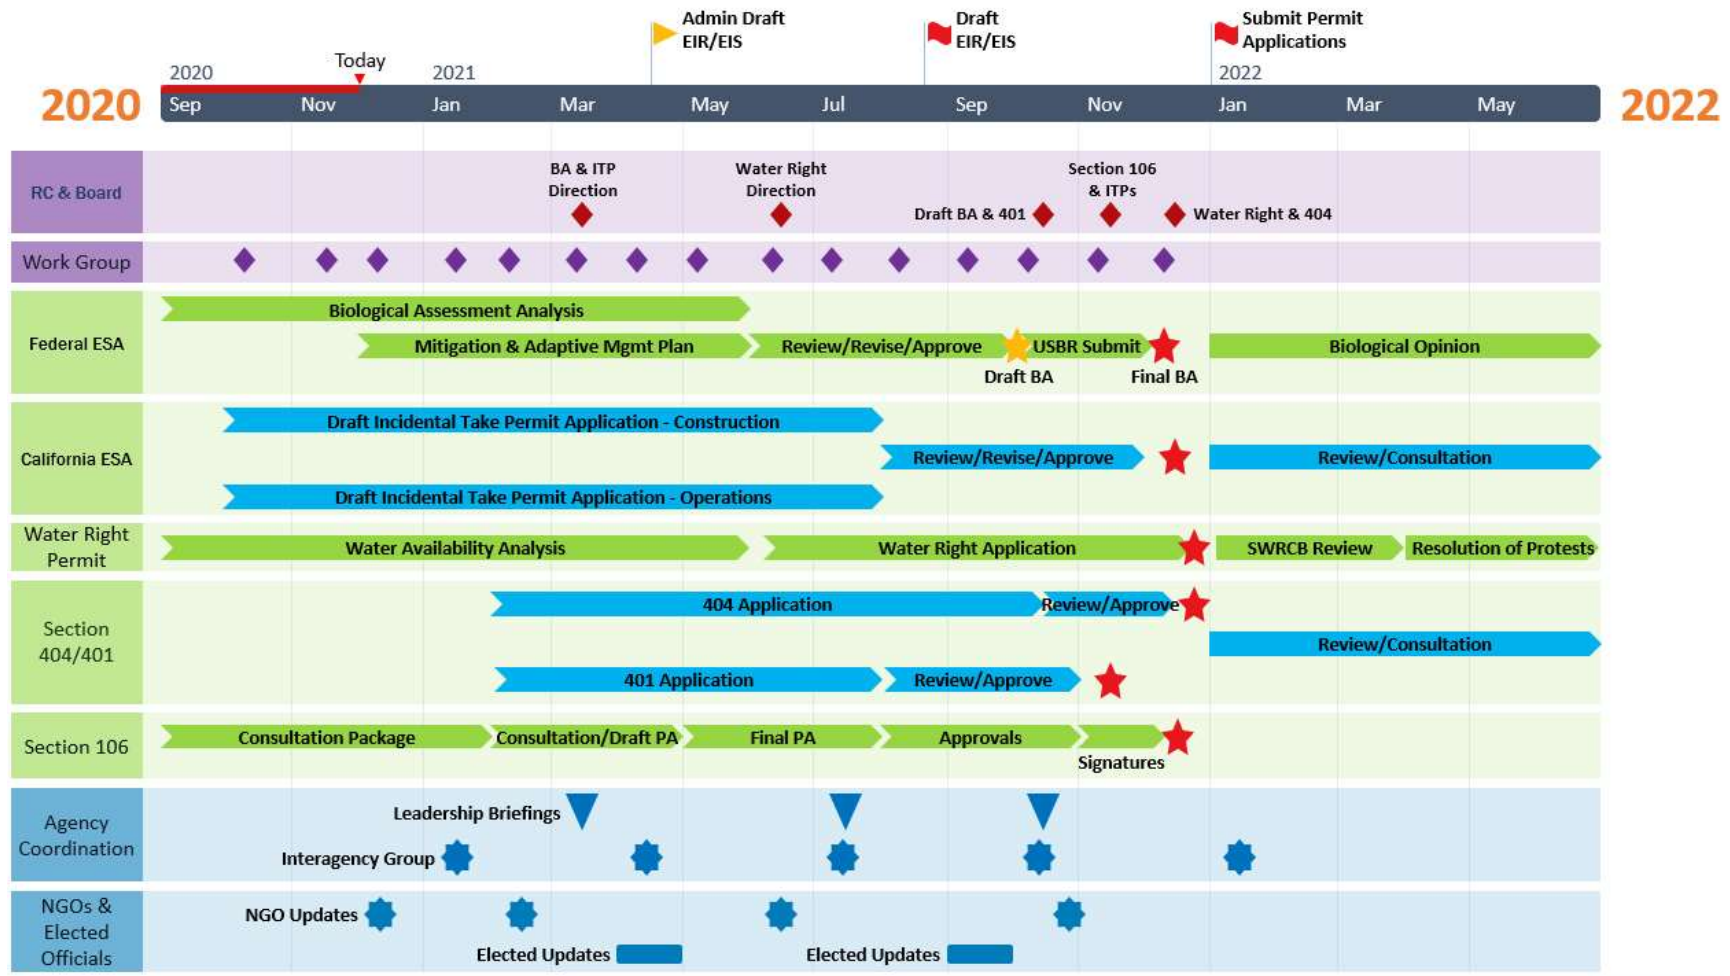 Admin Draft
EIR/EIS
Draft
EIR/EIS
Submit Permit
Applications
Today
2020
2021
2022
2020
Sep
Nov
Jan
Mar
May
Jul
Sep
Nov
Jan
Mar
May
2022
RC & Board
BA & ITP
Direction
Water Right
Direction
Draft BA & 401
Section 106
& ITPs
Water Right & 404
Work Group
Federal ESA
Biological Assessment Analysis
Mitigation & Adaptive Mgmt Plan
Review/Revise/Approve
USBR Submit
Biological Opinion
Draft BA
Final BA
California ESA
Draft Incidental Take Permit Application - Construction
Review/Revise/Approve
Review/Consultation
Draft Incidental Take Permit Application - Operations
Water Right
Permit
Water Availability Analysis
Water Right Application
SWRCB Review
Resolution of Protests
Section
404/401
404 Application
Review/Approve
Review/Consultation
401 Application
Review/Approve
Section 106
Consultation Package
Consultation/Draft PA
Final PA
Approvals
Signatures
Agency
Coordination
Leadership Briefings
Interagency Group
NGOs &
Elected
Officials
NGO Updates
Elected Updates
Elected Updates